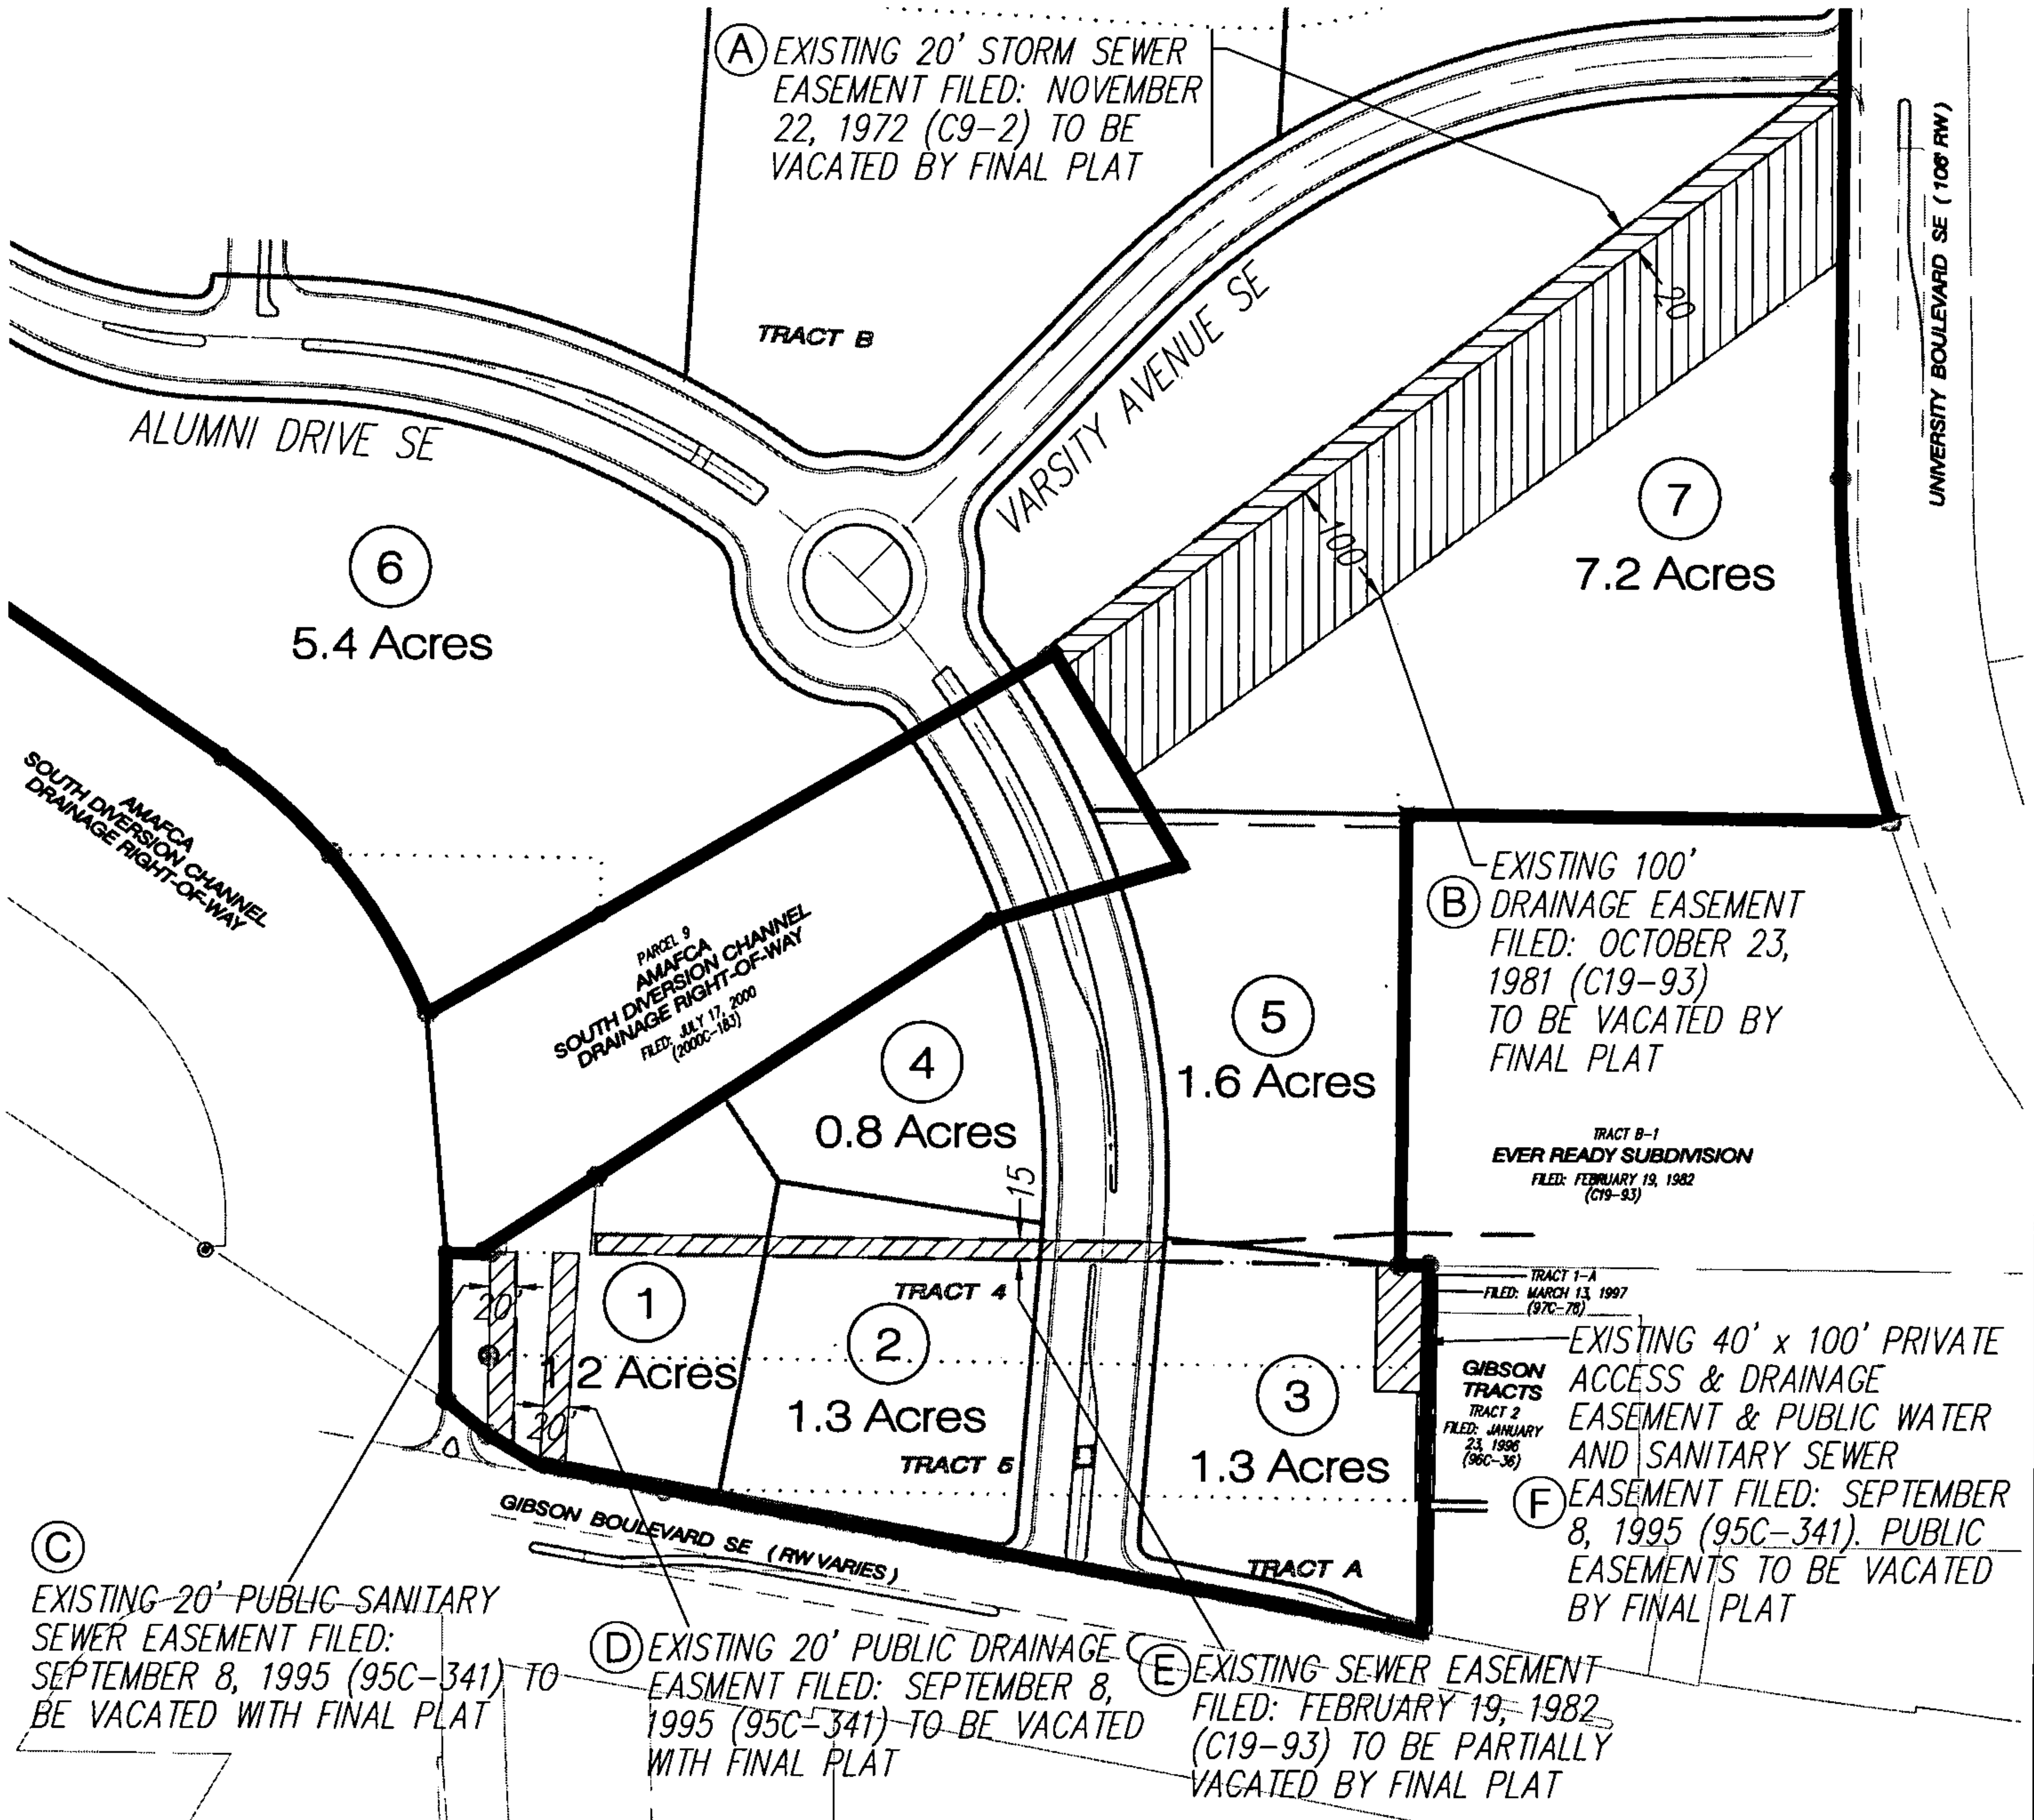 A
EXISTING 20' STORM SEWER
EASEMENT FILED: NOVEMBER
22, 1972 (C9-2) TO BE
VACATED BY FINAL PLAT
UNIVERSITY BOULEVARD SE (106' RW)
20
TRACT B
VARSITY AVENUE SE
ALUMNI DRIVE SE
100
6
5.4 Acres
7
7.2 Acres
AMAFCA
SOUTH DIVERSION CHANNEL
DRAINAGE RIGHT-OF-WAY
PARCEL 9
AMAFCA
SOUTH DIVERSION CHANNEL
DRAINAGE RIGHT-OF-WAY
FILED: JULY 17, 2000
(2000C-183)
B
EXISTING 100'
DRAINAGE EASEMENT
FILED: OCTOBER 23,
1981 (C19-93)
TO BE VACATED BY
FINAL PLAT
4
0.8 Acres
5
1.6 Acres
TRACT B-1
EVER READY SUBDIVISION
FILED: FEBRUARY 19, 1982
(C19-93)
15
TRACT 4
20'
1
1 2 Acres
20'
2
1.3 Acres
TRACT 5
3
1.3 Acres
TRACT A
TRACT 1-A
FILED: MARCH 13, 1997
(97C-78)
GIBSON
TRACTS
TRACT 2
FILED: JANUARY
23, 1996
(96C-36)
F
EXISTING 40' x 100' PRIVATE
ACCESS & DRAINAGE
EASEMENT & PUBLIC WATER
AND SANITARY SEWER
EASEMENT FILED: SEPTEMBER
8, 1995 (95C-341). PUBLIC
EASEMENTS TO BE VACATED
BY FINAL PLAT
GIBSON BOULEVARD SE (RW VARIES)
C
EXISTING 20' PUBLIC SANITARY
SEWER EASEMENT FILED:
SEPTEMBER 8, 1995 (95C-341) TO
BE VACATED WITH FINAL PLAT
D
EXISTING 20' PUBLIC DRAINAGE
EASMENT FILED: SEPTEMBER 8,
1995 (95C-341) TO BE VACATED
WITH FINAL PLAT
E
EXISTING SEWER EASEMENT
FILED: FEBRUARY 19, 1982
(C19-93) TO BE PARTIALLY
VACATED BY FINAL PLAT